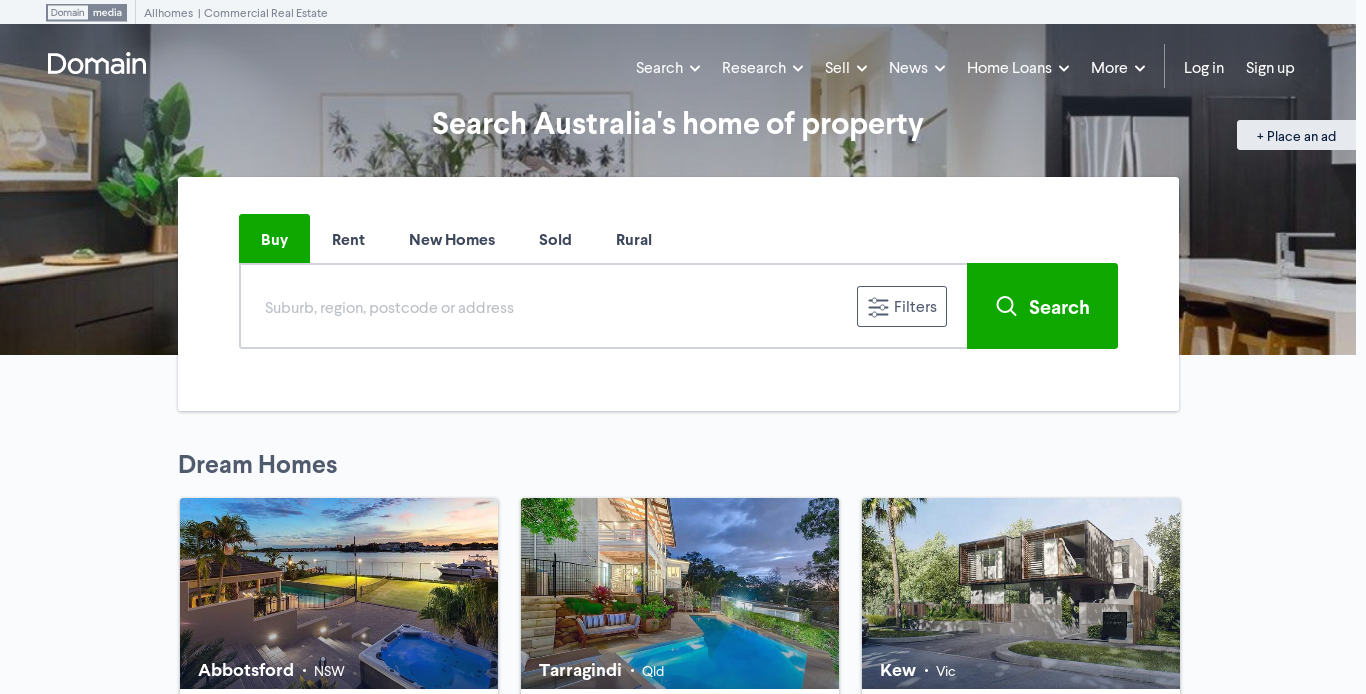 Domain media Allhomes | Commercial Real Estate
Domain Search Research Sell News Home Loans More Log in Sign up
Search Australia's home of property
+ Place an ad
Buy Rent New Homes Sold Rural
Suburb, region, postcode or address Filters Search
Dream Homes
Abbotsford • NSW Tarragindi • Qld Kew • Vic